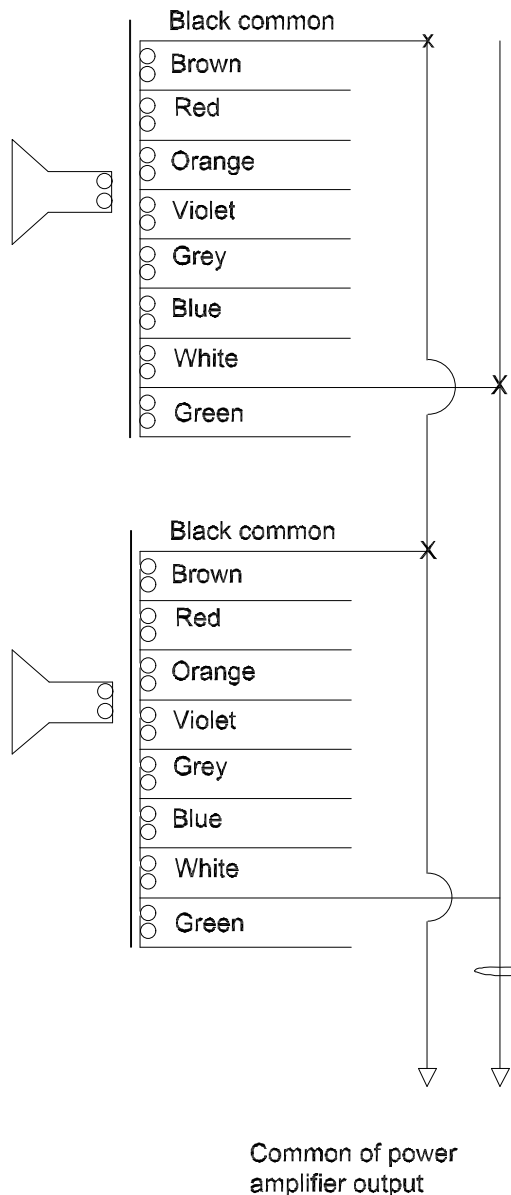 Black common
Brown
Red
Orange
Violet
Grey
Blue
White
Green
Black common
Brown
Red
Orange
Violet
Grey
Blue
White
Green
Common of power
amplifier output